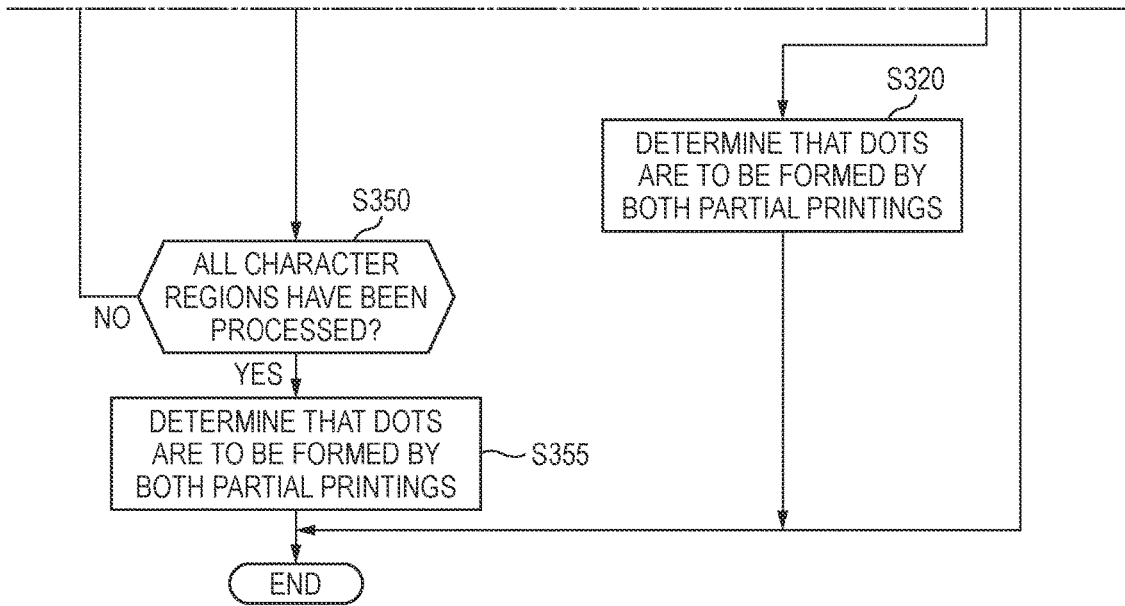 S320
DETERMINE THAT DOTS
ARE TO BE FORMED BY
BOTH PARTIAL PRINTINGS
S350
ALL CHARACTER
REGIONS HAVE BEEN
PROCESSED?
NO
YES
DETERMINE THAT DOTS
ARE TO BE FORMED BY
BOTH PARTIAL PRINTINGS
S355
END